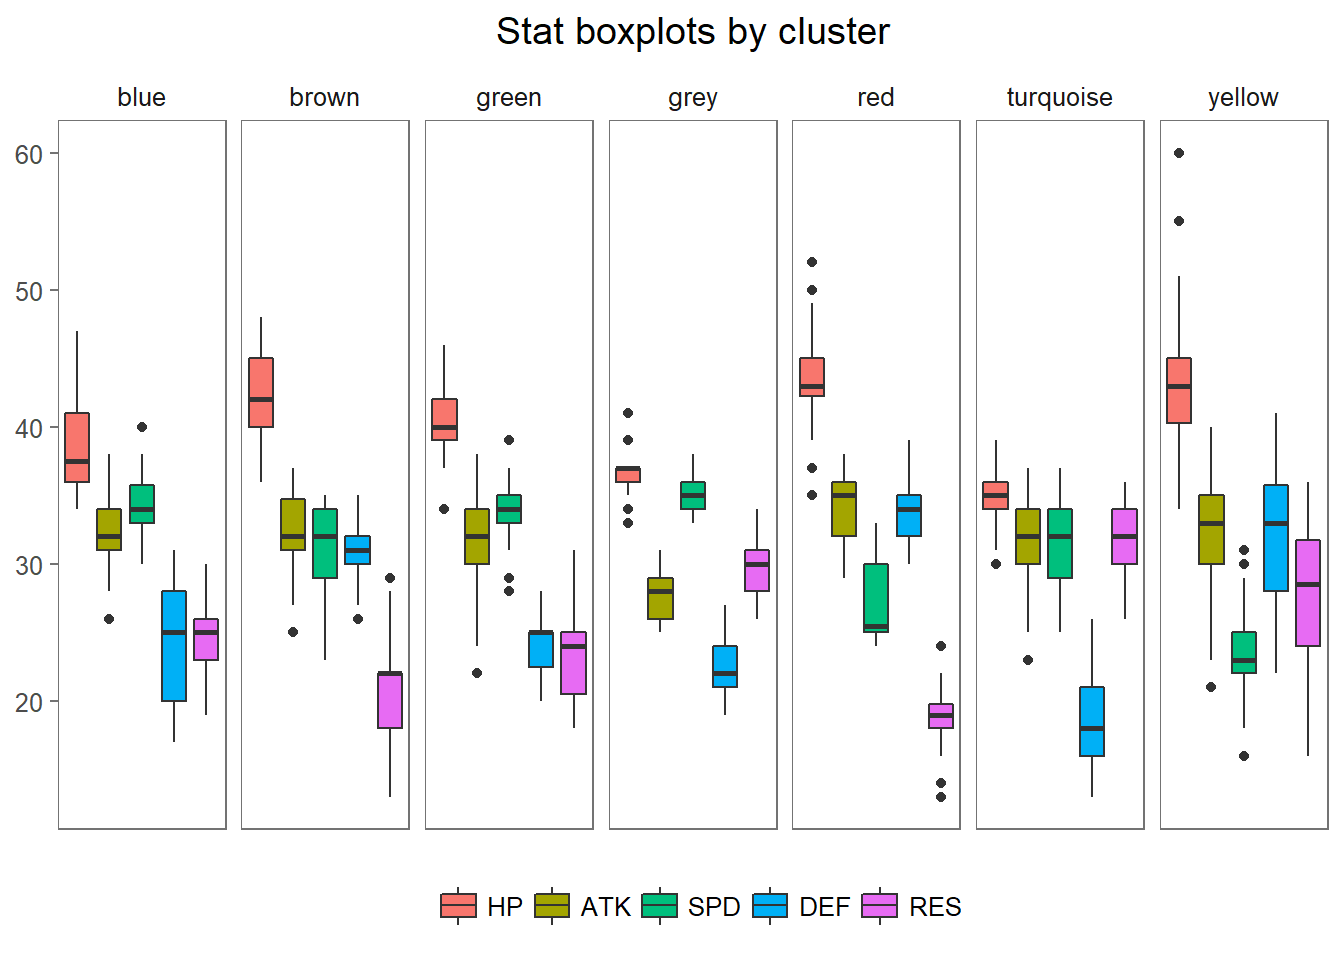 Stat boxplots by cluster
blue brown green grey red turquoise yellow
60
50
40
30
20
HP ATK SPD DEF RES